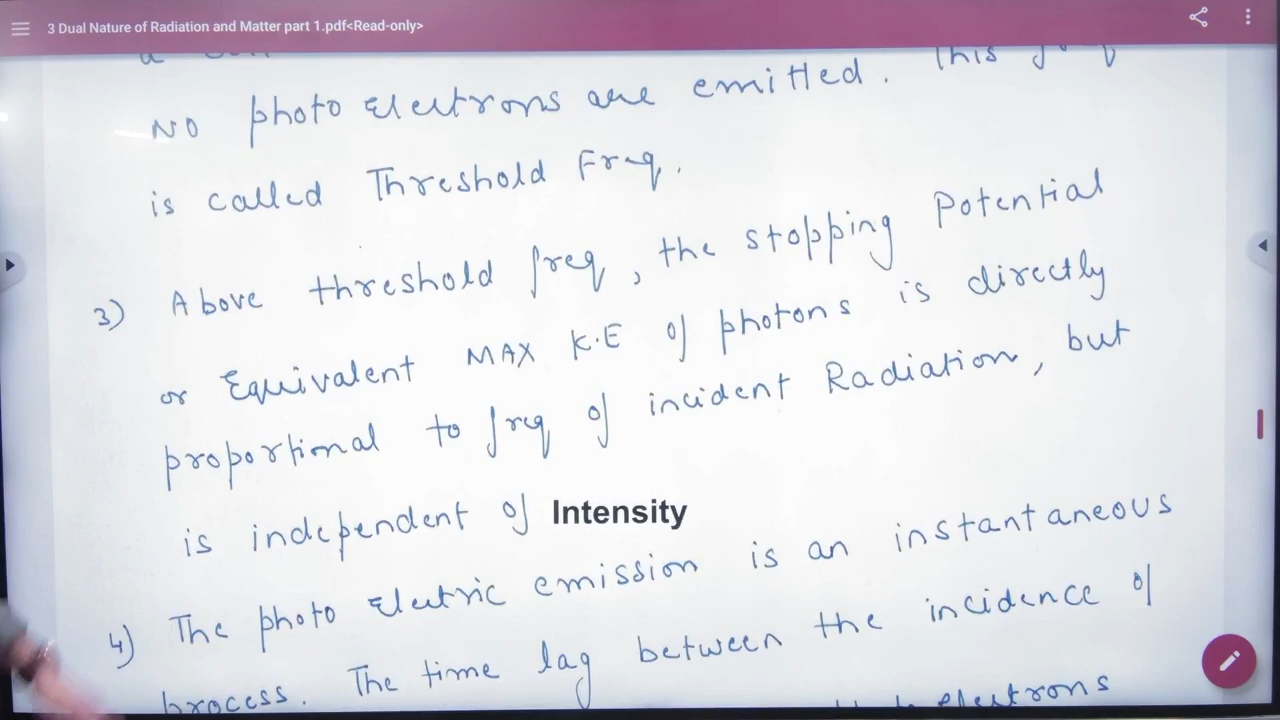 3 Dual Nature of Radiation and Matter part 1.pdf<Read-only>
No photo electrons are emitted. This
is called Threshold Freq.
3) Above threshold freq, the stopping Potential
or Equivalent MAX K.E of photons is directly
proportional to freq of incident Radiation, but
is independent of Intensity
4) The photo electric emission is an instantaneous
process. The time lag between the incidence of
electrons